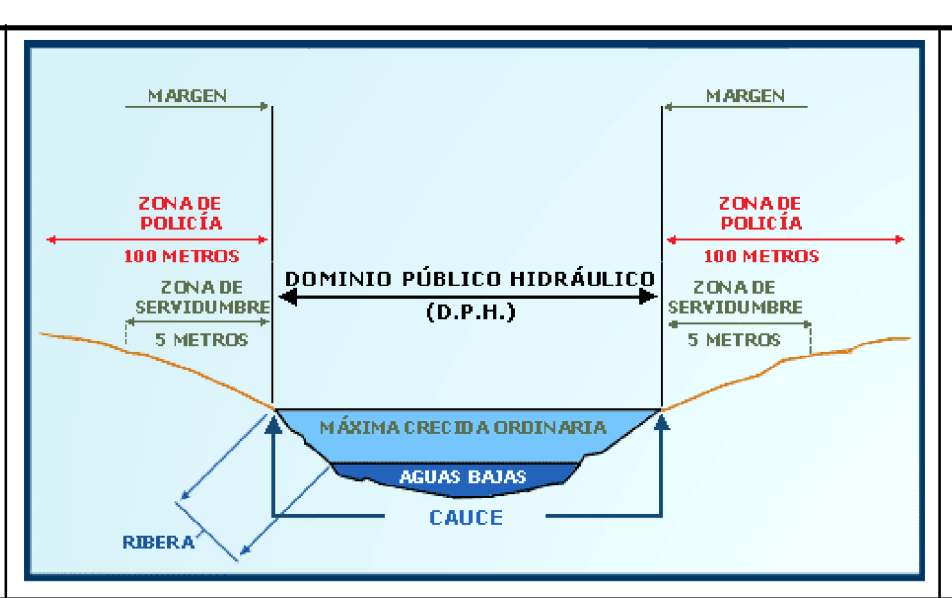 MARGEN
MARGEN
ZONA DE
POLICÍA
100 METROS
ZONA DE
POLICÍA
100 METROS
ZONA DE
SERVIDUMBRE
5 METROS
DOMINIO PÚBLICO HIDRÁULICO
(D.P.H.)
ZONA DE
SERVIDUMBRE
5 METROS
MÁXIMA CRECIDA ORDINARIA
AGUAS BAJAS
CAUCE
RIBERA